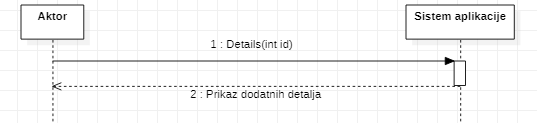 Aktor
Sistem aplikacije
1 : Details(int id)
2 : Prikaz dodatnih detalja